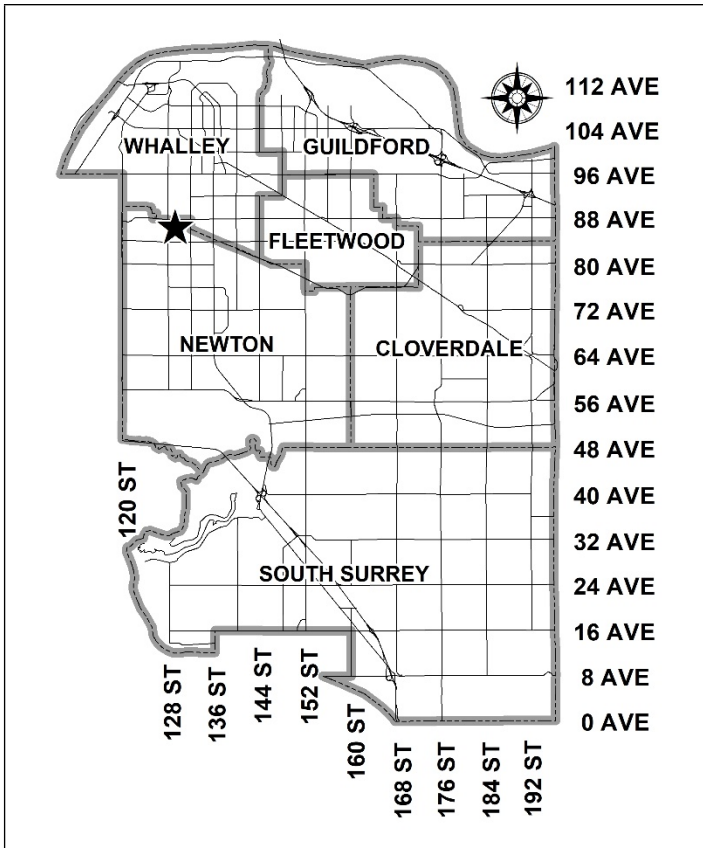 112 AVE
104 AVE
WHALLEY
GUILDFORD
96 AVE
88 AVE
FLEETWOOD
80 AVE
72 AVE
NEWTON
CLOVERDALE
64 AVE
56 AVE
48 AVE
120 ST
40 AVE
32 AVE
SOUTH SURREY
24 AVE
16 AVE
8 AVE
0 AVE
128 ST
136 ST
144 ST
152 ST
160 ST
168 ST
176 ST
184 ST
192 ST